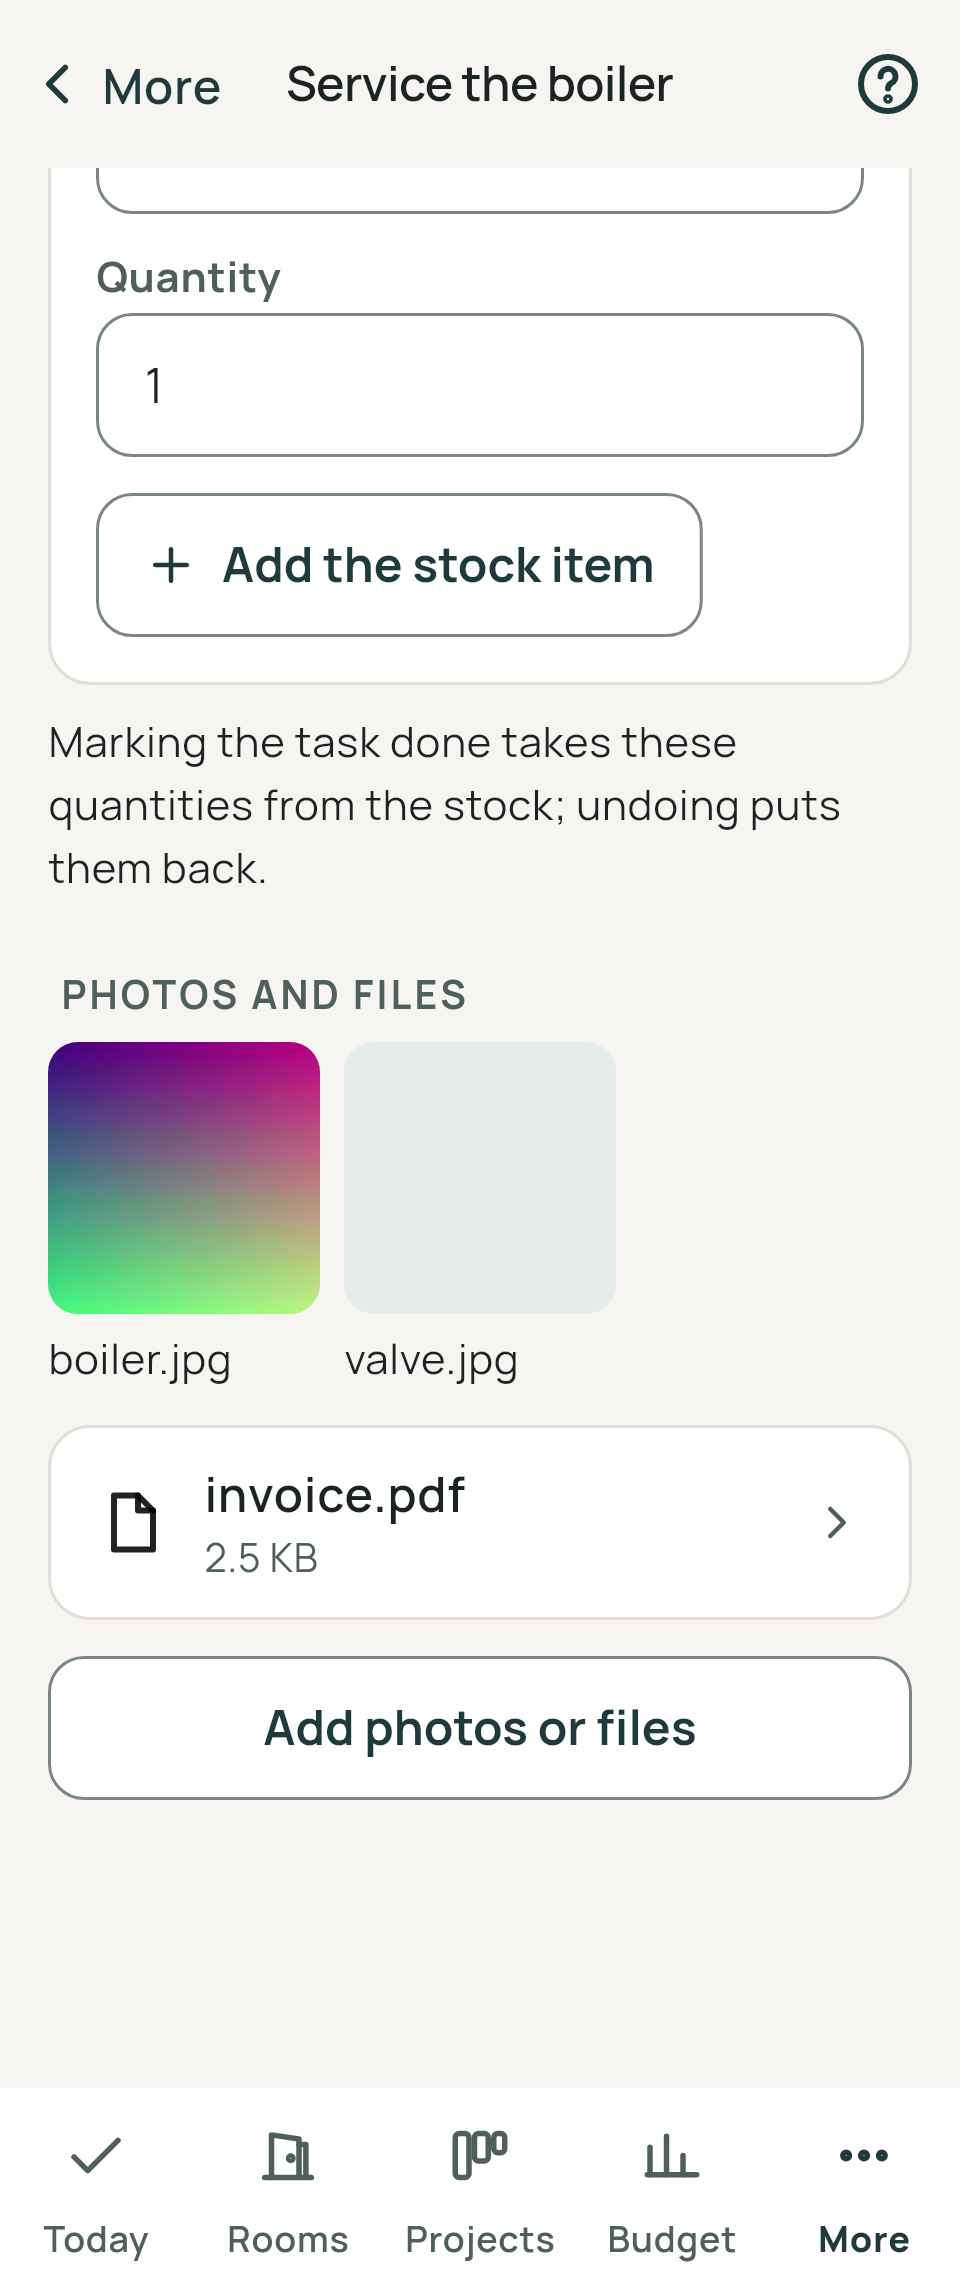 More
Service the boiler
Quantity
1
Add the stock item
Marking the task done takes these
quantities from the stock; undoing puts
them back.
PHOTOS AND FILES
boiler.jpg
valve.jpg
invoice.pdf
2.5 KB
Add photos or files
Today
Rooms
Projects
Budget
More